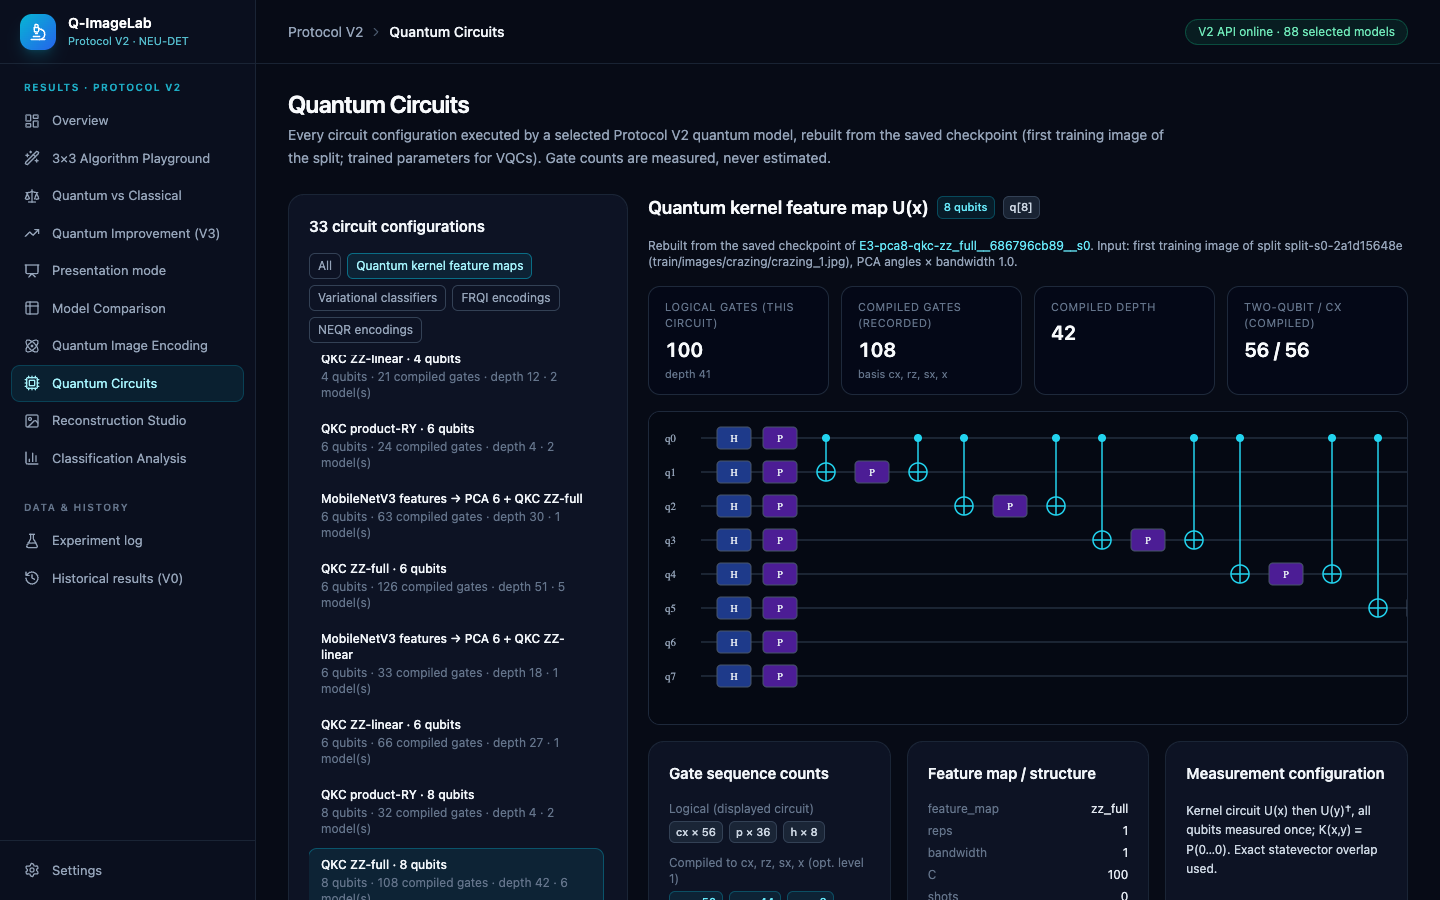 Q-ImageLab
Protocol V2 · NEU-DET
RESULTS · PROTOCOL V2
Overview
3×3 Algorithm Playground
Quantum vs Classical
Quantum Improvement (V3)
Presentation mode
Model Comparison
Quantum Image Encoding
Quantum Circuits
Reconstruction Studio
Classification Analysis
DATA & HISTORY
Experiment log
Historical results (V0)
Settings
Protocol V2
Quantum Circuits
V2 API online · 88 selected models
Quantum Circuits
Every circuit configuration executed by a selected Protocol V2 quantum model, rebuilt from the saved checkpoint (first training image of
the split; trained parameters for VQCs). Gate counts are measured, never estimated.
33 circuit configurations
All
Quantum kernel feature maps
Variational classifiers
FRQI encodings
NEQR encodings
QKC ZZ-linear · 4 qubits
4 qubits · 21 compiled gates · depth 12 · 2
model(s)
QKC product-RY · 6 qubits
6 qubits · 24 compiled gates · depth 4 · 2
model(s)
MobileNetV3 features → PCA 6 + QKC ZZ-full
6 qubits · 63 compiled gates · depth 30 · 1
model(s)
QKC ZZ-full · 6 qubits
6 qubits · 126 compiled gates · depth 51 · 5
model(s)
MobileNetV3 features → PCA 6 + QKC ZZ-
linear
6 qubits · 33 compiled gates · depth 18 · 1
model(s)
QKC ZZ-linear · 6 qubits
6 qubits · 66 compiled gates · depth 27 · 1
model(s)
QKC product-RY · 8 qubits
8 qubits · 32 compiled gates · depth 4 · 2
model(s)
QKC ZZ-full · 8 qubits
8 qubits · 108 compiled gates · depth 42 · 6
model(s)
Quantum kernel feature map U(x)
8 qubits
q[8]
Rebuilt from the saved checkpoint of E3-pca8-qkc-zz_full__686796cb89__s0. Input: first training image of split split-s0-2a1d15648e
(train/images/crazing/crazing_1.jpg), PCA angles × bandwidth 1.0.
LOGICAL GATES (THIS
CIRCUIT)
100
depth 41
COMPILED GATES
(RECORDED)
108
basis cx, rz, sx, x
COMPILED DEPTH
42
TWO-QUBIT / CX
(COMPILED)
56 / 56
q0 H P
q1 H P P
q2 H P P
q3 H P P
q4 H P P
q5 H P
q6 H P
q7 H P
Gate sequence counts
Logical (displayed circuit)
cx × 56
p × 36
h × 8
Compiled to cx, rz, sx, x (opt. level
1)
Feature map / structure
feature_map zz_full
reps 1
bandwidth 1
C 100
shots 0
Measurement configuration
Kernel circuit U(x) then U(y)†, all
qubits measured once; K(x,y) =
P(0…0). Exact statevector overlap
used.